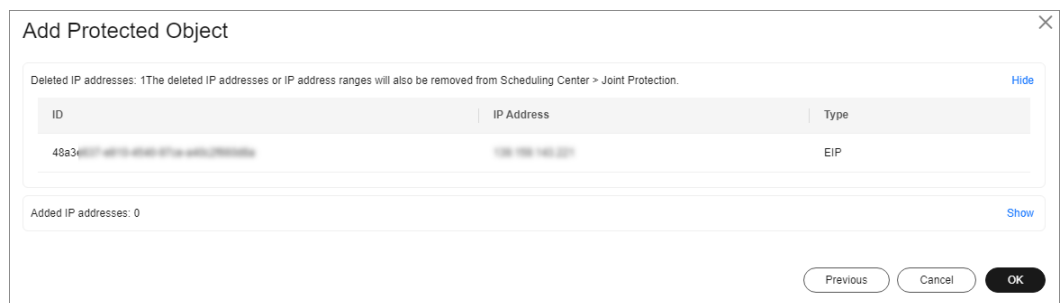 Add Protected Object
Deleted IP addresses: 1The deleted IP addresses or IP address ranges will also be removed from Scheduling Center > Joint Protection. Hide
ID IP Address Type
48a3 EIP
Added IP addresses: 0 Show
Previous Cancel OK